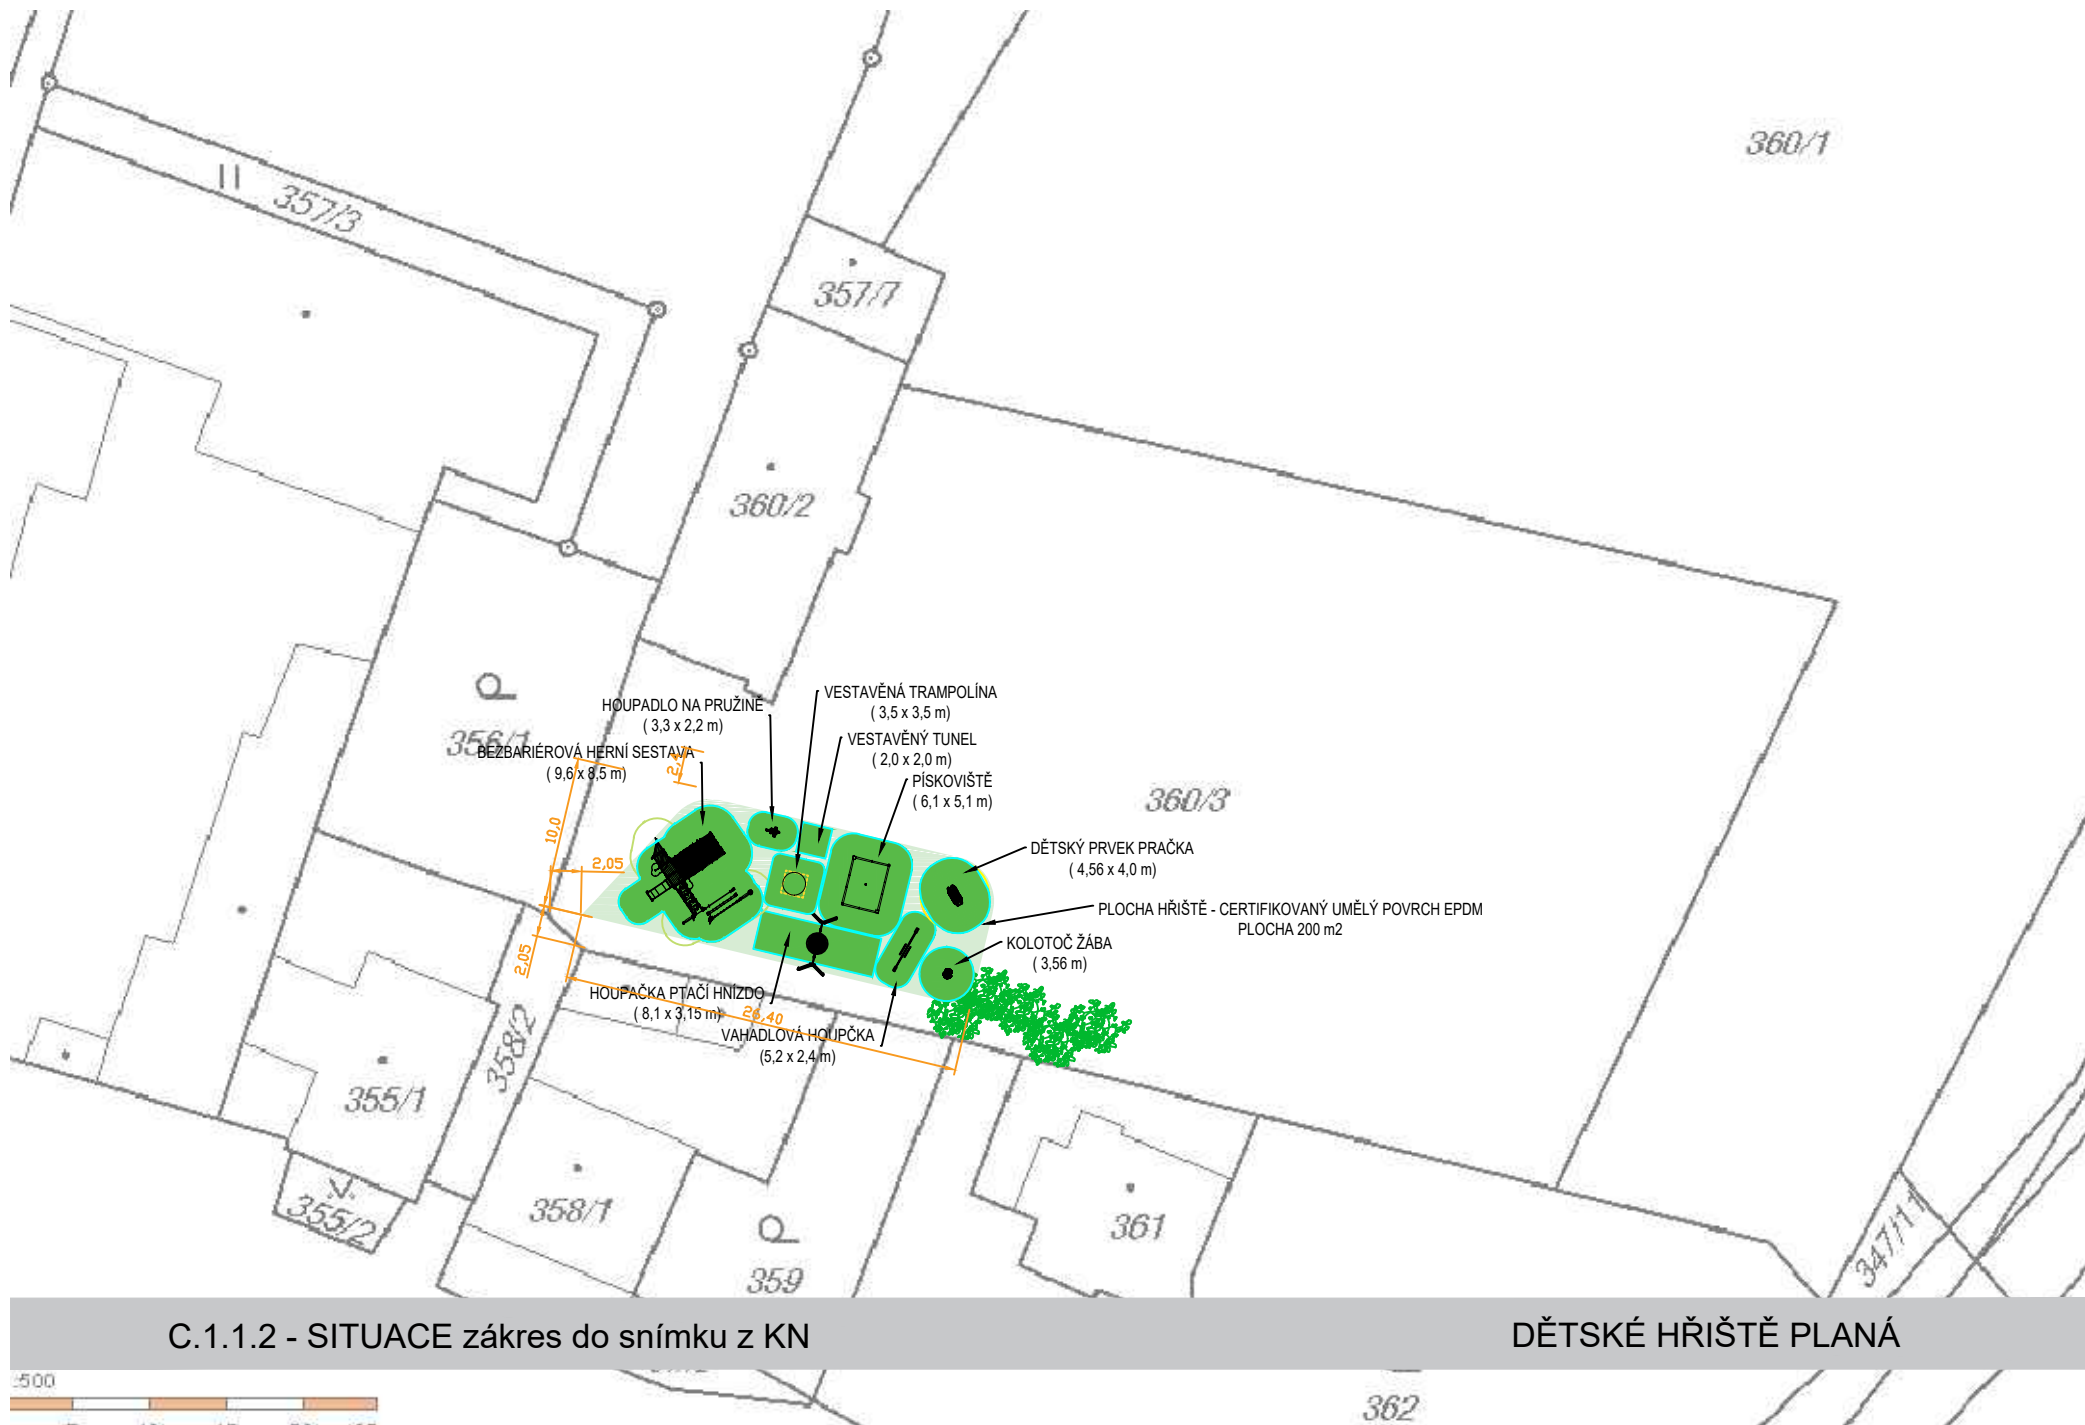 360/1
357/3
357/7
360/2
VESTAVĚNÁ TRAMPOLÍNA
( 3,5 x 3,5 m)
HOUPADLO NA PRUŽINĚ
( 3,3 x 2,2 m)
VESTAVĚNÝ TUNEL
( 2,0 x 2,0 m)
356/1
BEZBARIÉROVÁ HERNÍ SESTAVA
( 9,6 x 8,5 m)
PÍSKOVIŠTĚ
( 6,1 x 5,1 m)
360/3
10,0
2,05
DĚTSKÝ PRVEK PRAČKA
( 4,56 x 4,0 m)
PLOCHA HŘIŠTĚ - CERTIFIKOVANÝ UMĚLÝ POVRCH EPDM
PLOCHA 200 m2
KOLOTOČ ŽÁBA
( 3,56 m)
2,05
HOUPAČKA PTAČÍ HNÍZDO
( 8,1 x 3,15 m)
26,40
VAHADLOVÁ HOUPČKA
(5,2 x 2,4 m)
358/2
355/1
355/2
358/1
361
359
347/11
C.1.1.2 - SITUACE zákres do snímku z KN
DĚTSKÉ HŘIŠTĚ PLANÁ
:500
362